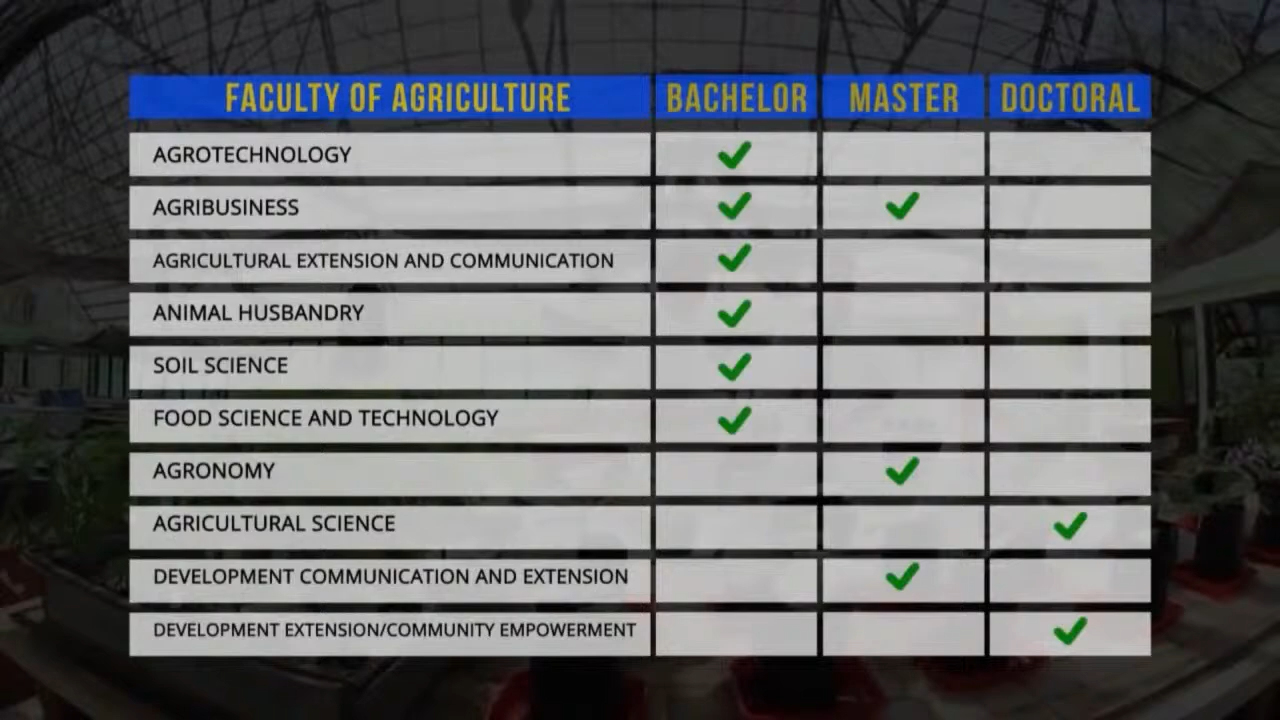 FACULTY OF AGRICULTURE BACHELOR MASTER DOCTORAL
AGROTECHNOLOGY
AGRIBUSINESS
AGRICULTURAL EXTENSION AND COMMUNICATION
ANIMAL HUSBANDRY
SOIL SCIENCE
FOOD SCIENCE AND TECHNOLOGY
AGRONOMY
AGRICULTURAL SCIENCE
DEVELOPMENT COMMUNICATION AND EXTENSION
DEVELOPMENT EXTENSION/COMMUNITY EMPOWERMENT